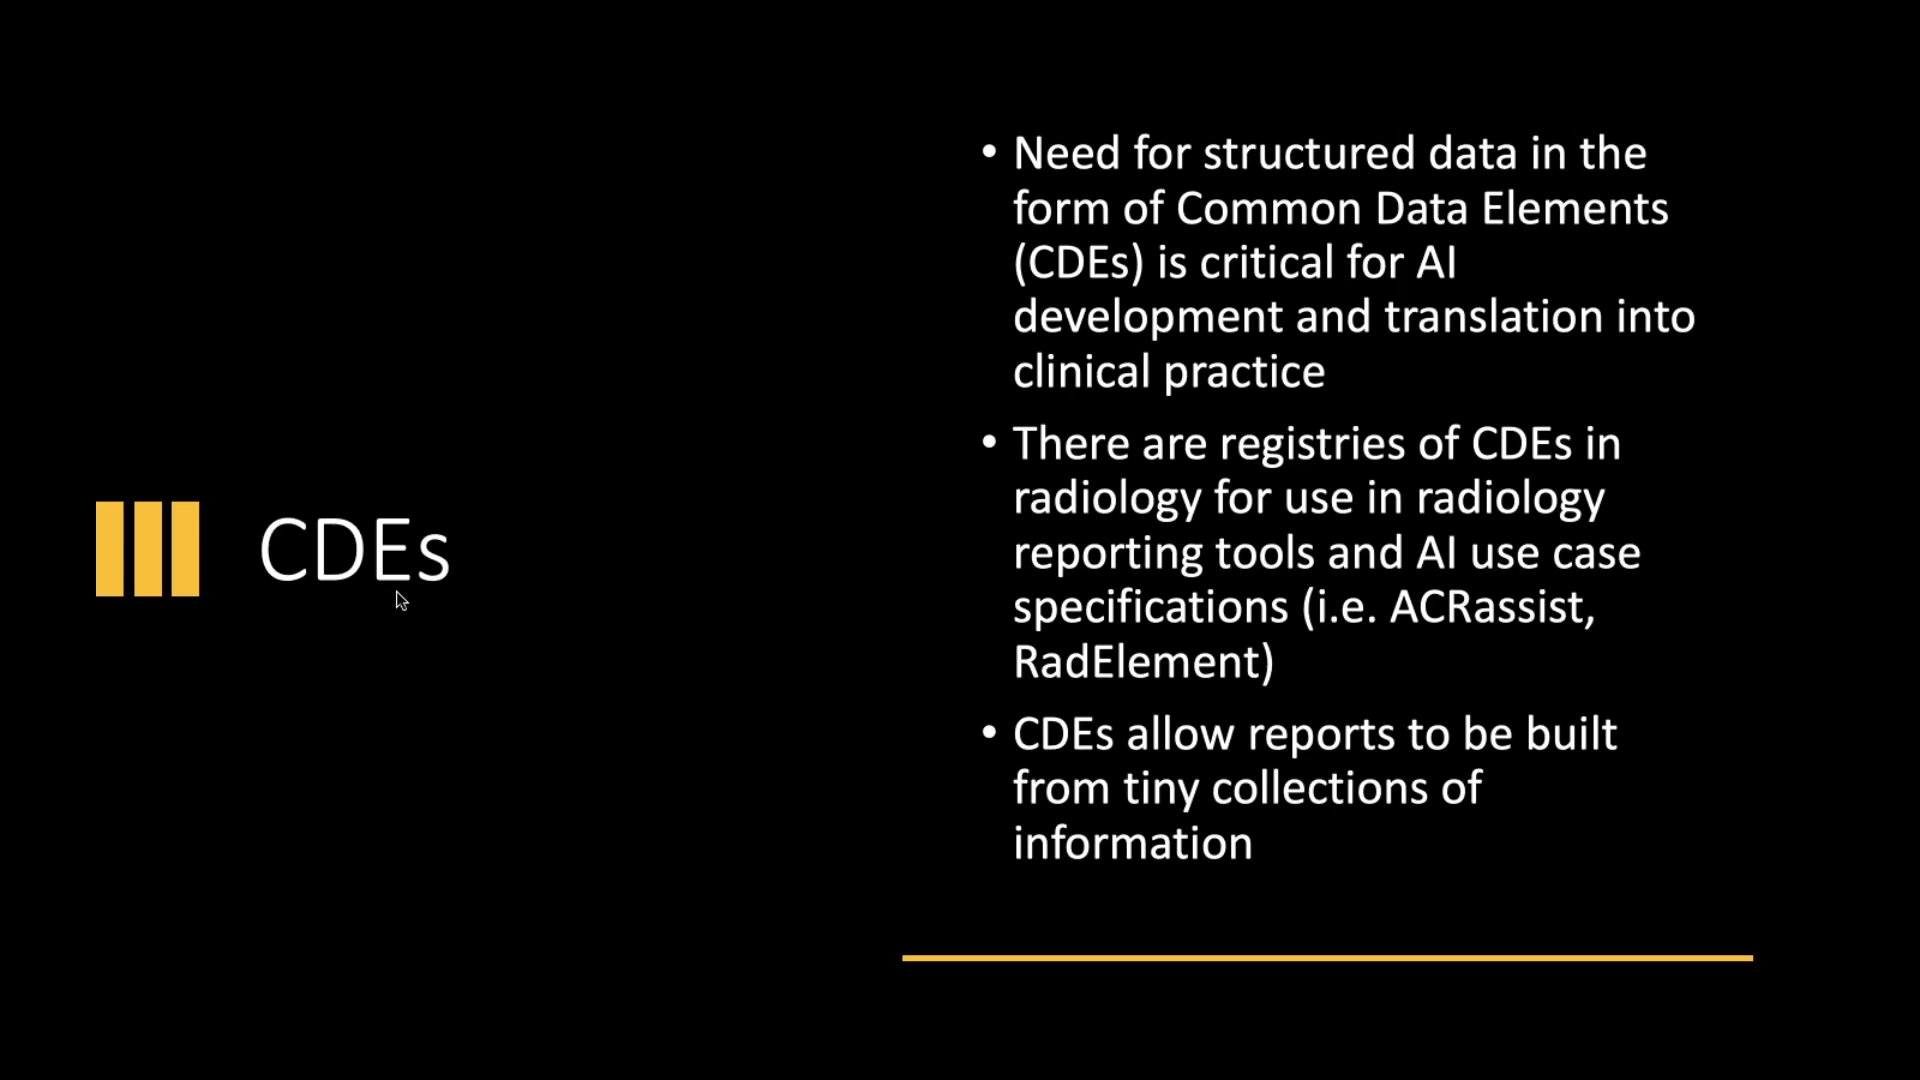 CDEs
• Need for structured data in the
form of Common Data Elements
(CDEs) is critical for AI
development and translation into
clinical practice
• There are registries of CDEs in
radiology for use in radiology
reporting tools and AI use case
specifications (i.e. ACRassist,
RadElement)
• CDEs allow reports to be built
from tiny collections of
information